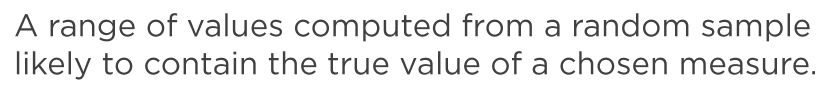 A range of values computed from a random sample
likely to contain the true value of a chosen measure.